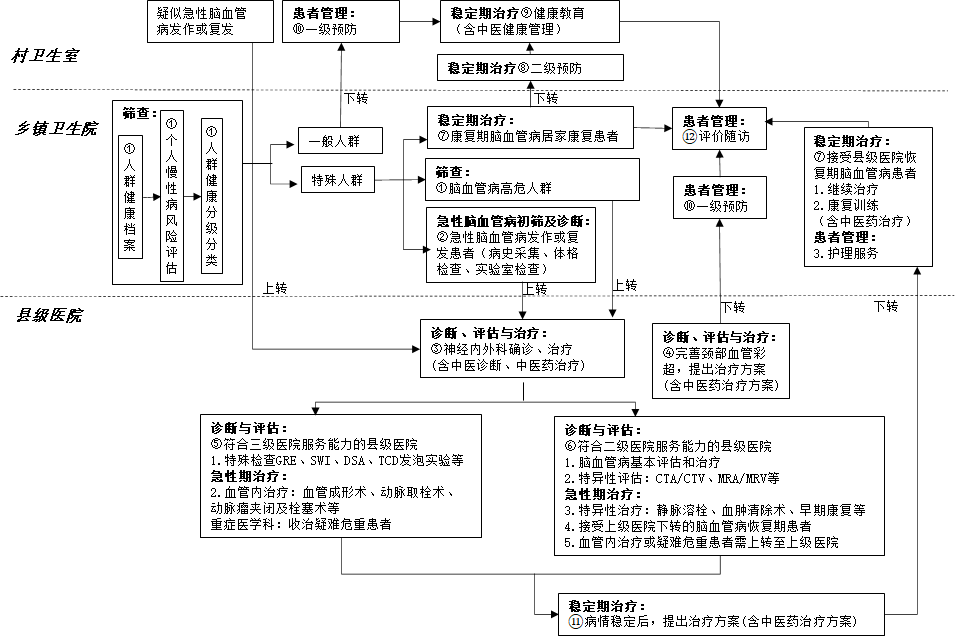 疑似急性脑血管
病发作或复发
患者管理：
⑩一级预防
稳定期治疗⑨健康教育
（含中医健康管理）
村卫生室
稳定期治疗⑧二级预防
下转
下转
乡镇卫生院
筛查：
①人群健康档案
①个人慢性病风险评估
①人群健康分级分类
一般人群
特殊人群
稳定期治疗：
⑦康复期脑血管病居家康复患者
筛查：
①脑血管病高危人群
急性脑血管病初筛及诊断：
②急性脑血管病发作或复
发患者（病史采集、体格
检查、实验室检查）
患者管理：
⑫评价随访
患者管理：
⑩一级预防
稳定期治疗：
⑦接受县级医院恢
复期脑血管病患者
1.继续治疗
2.康复训练
（含中医药治疗）
患者管理：
3.护理服务
上转
上转
上转
下转
下转
县级医院
诊断、评估与治疗：
③神经内外科确诊、治疗
(含中医诊断、中医药治疗)
诊断、评估与治疗：
④完善颈部血管彩
超，提出治疗方案
(含中医药治疗方案)
诊断与评估：
⑤符合三级医院服务能力的县级医院
1.特殊检查GRE、SWI、DSA、TCD发泡实验等
急性期治疗：
2.血管内治疗：血管成形术、动脉取栓术、
动脉瘤夹闭及栓塞术等
重症医学科：收治疑难危重患者
诊断与评估：
⑥符合二级医院服务能力的县级医院
1.脑血管病基本评估和治疗
2.特异性评估：CTA/CTV、MRA/MRV等
急性期治疗：
3.特异性治疗：静脉溶栓、血肿清除术、早期康复等
4.接受上级医院下转的脑血管病恢复期患者
5.血管内治疗或疑难危重患者需上转至上级医院
稳定期治疗：
⑪病情稳定后，提出治疗方案(含中医药治疗方案)